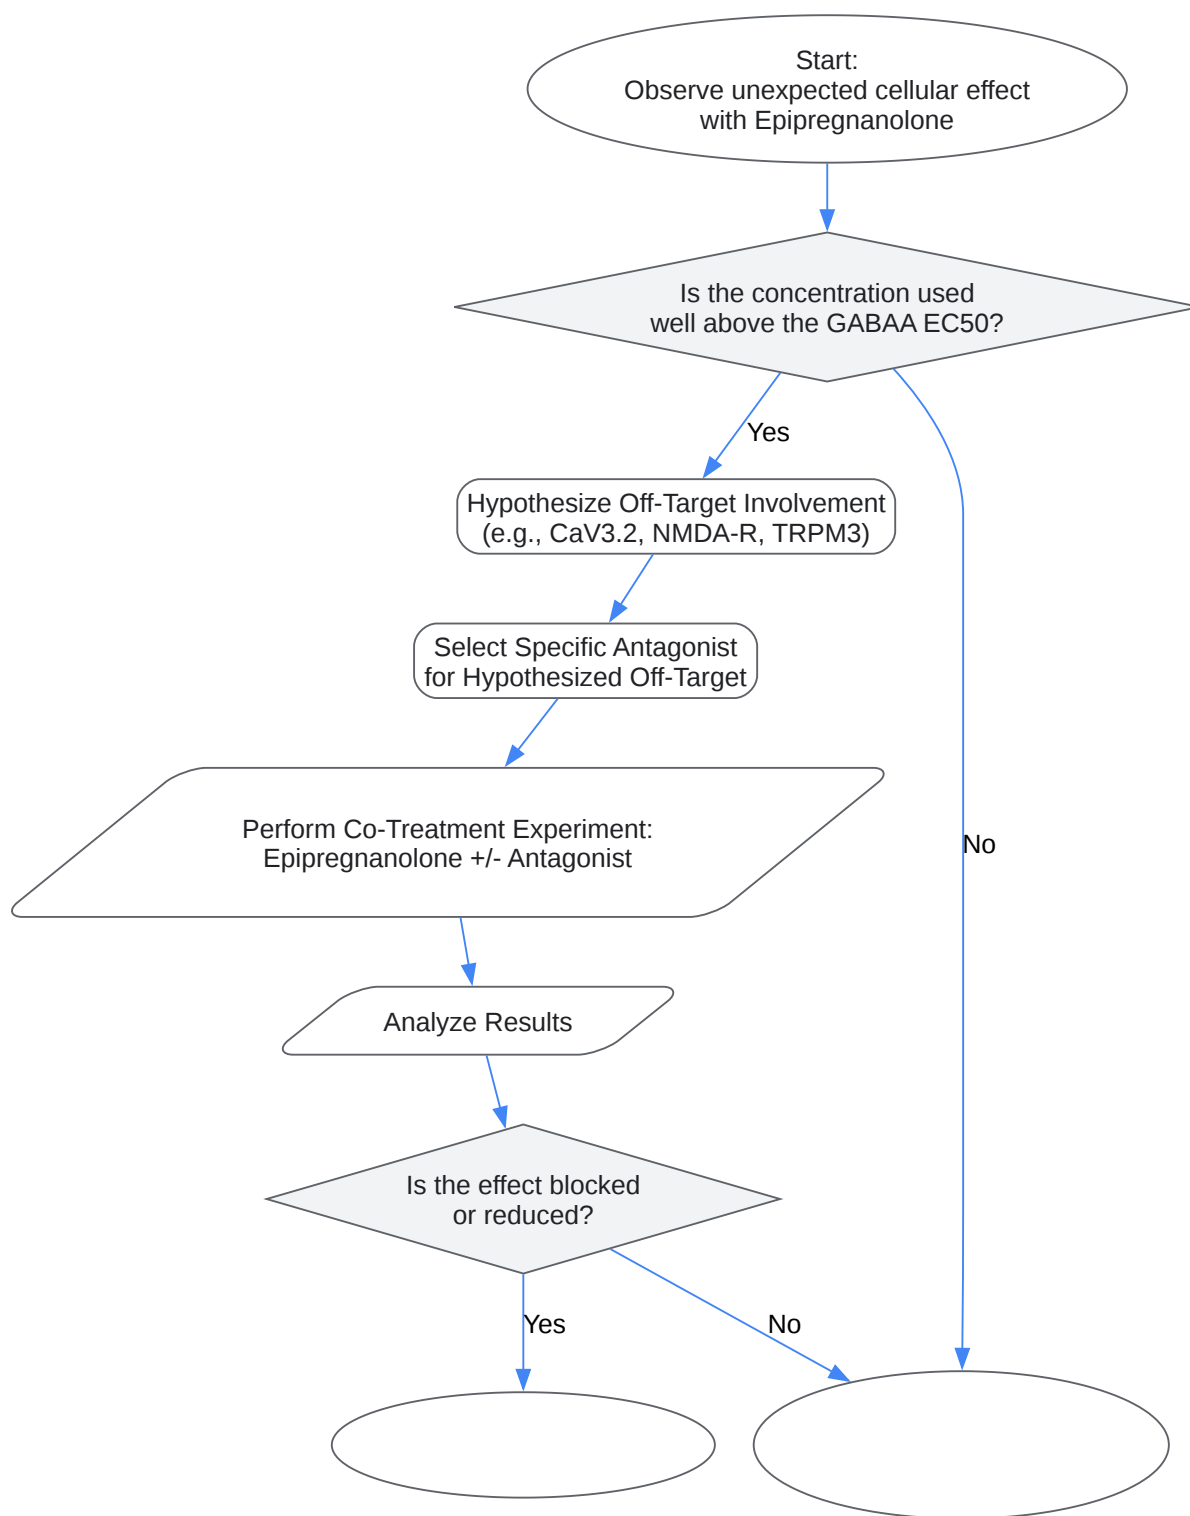 Start:
Observe unexpected cellular effect
with Epipregnanolone
Is the concentration used
well above the GABAA EC50?
Yes
Hypothesize Off-Target Involvement
(e.g., CaV3.2, NMDA-R, TRPM3)
Select Specific Antagonist
for Hypothesized Off-Target
Perform Co-Treatment Experiment:
Epipregnanolone +/- Antagonist
No
Analyze Results
Is the effect blocked
or reduced?
Yes
No